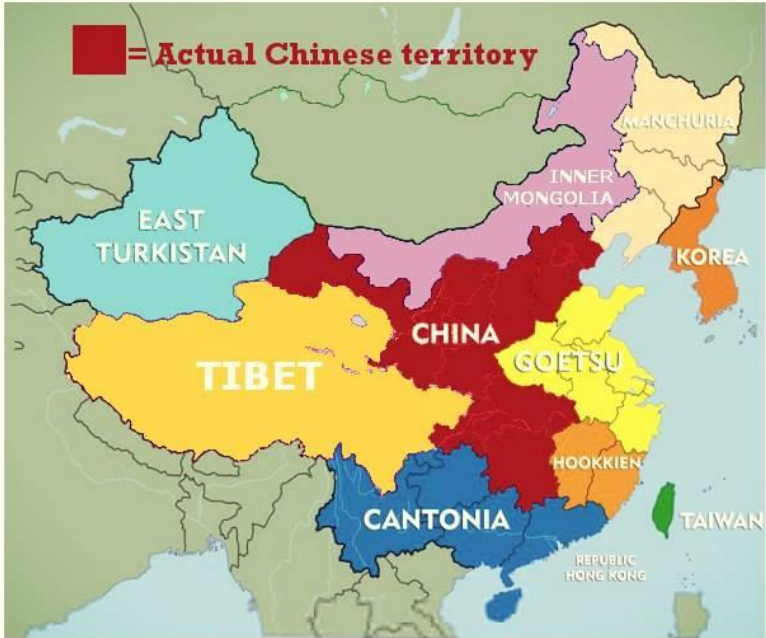 = Actual Chinese territory
MANCHURIA
INNER
MONGOLIA
EAST
TURKISTAN
KOREA
CHINA
GOETSU
TIBET
HOOKKIEN
CANTONIA
TAIWAN
REPUBLIC
HONG KONG